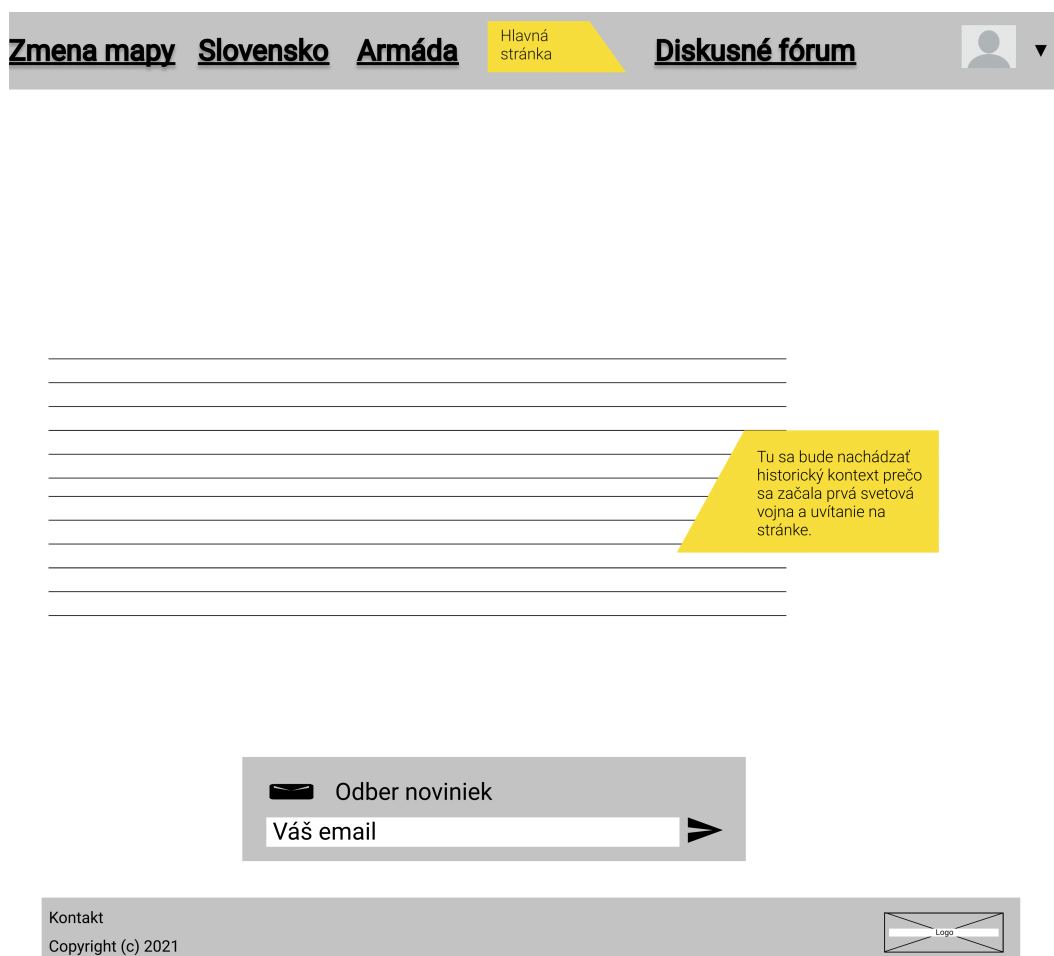 Zmena mapy Slovensko Armáda Hlavná stránka Diskusné fórum ▼
Tu sa bude nachádzať
historický kontext prečo
sa začala prvá svetová
vojna a uvítanie na
stránke.
Odber noviniek
Váš email
Kontakt
Copyright (c) 2021
Logo